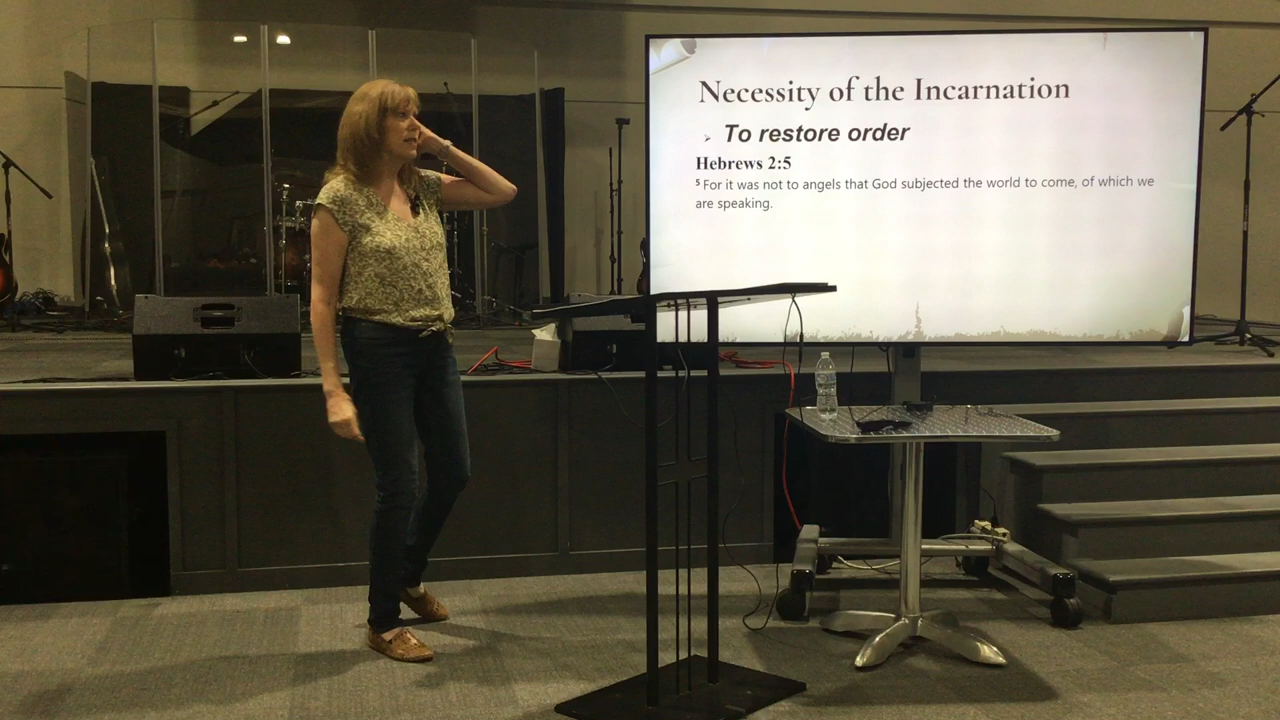 Necessity of the Incarnation
➢ To restore order
Hebrews 2:5
⁵ For it was not to angels that God subjected the world to come, of which we
are speaking.